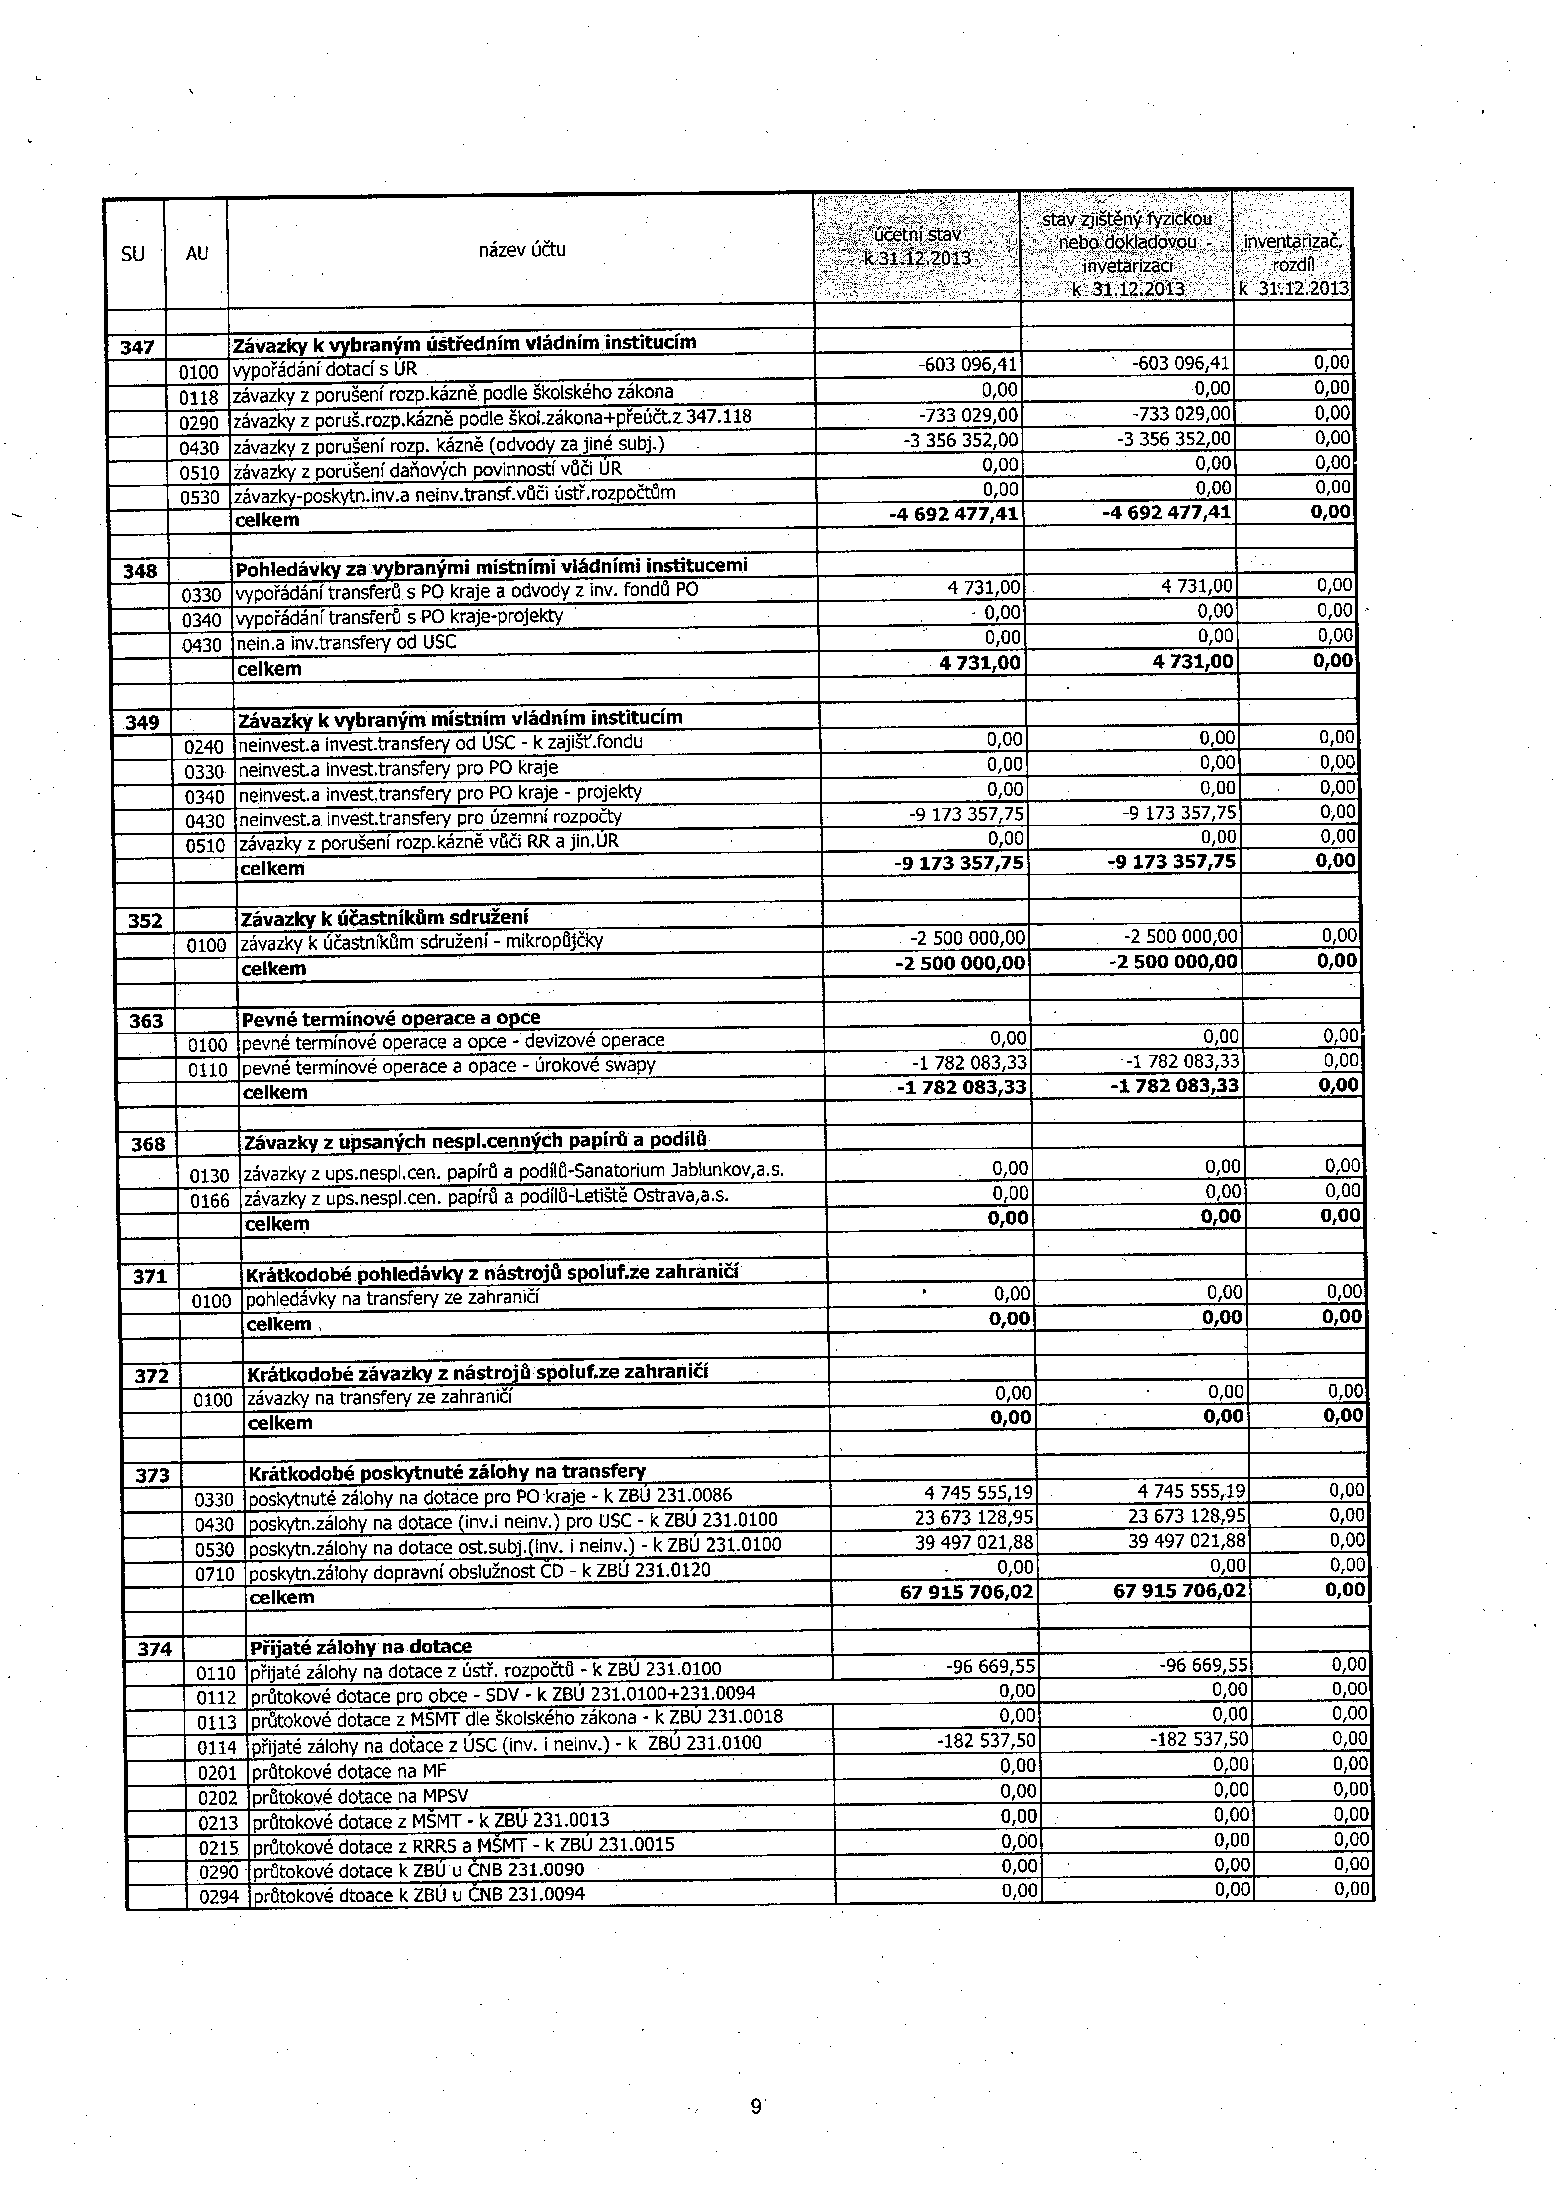 SU AU název účtu účetní stav k 31.12.2013 stav zjištěný fyzickou nebo dokladovou - invetarizací k 31.12.2013 inventarizač. rozdíl k 31.12.2013
347 Závazky k vybraným ústředním vládním institucím
0100 vypořádání dotací s ÚR -603 096,41 -603 096,41 0,00
0118 závazky z porušení rozp.kázně podle školského zákona 0,00 0,00 0,00
0290 závazky z poruš.rozp.kázně podle škol.zákona+přeúčt.z 347.118 -733 029,00 -733 029,00 0,00
0430 závazky z porušení rozp. kázně (odvody za jiné subj.) -3 356 352,00 -3 356 352,00 0,00
0510 závazky z porušení daňových povinností vůči ÚR 0,00 0,00 0,00
0530 závazky-poskytn.inv.a neinv.transf.vůči ústř.rozpočtům 0,00 0,00 0,00
celkem -4 692 477,41 -4 692 477,41 0,00
348 Pohledávky za vybranými místními vládními institucemi
0330 vypořádání transferů s PO kraje a odvody z inv. fondů PO 4 731,00 4 731,00 0,00
0340 vypořádání transferů s PO kraje-projekty 0,00 0,00 0,00
0430 nein.a inv.transfery od USC 0,00 0,00 0,00
celkem 4 731,00 4 731,00 0,00
349 Závazky k vybraným místním vládním institucím
0240 neinvest.a invest.transfery od ÚSC - k zajišť.fondu 0,00 0,00 0,00
0330 neinvest.a invest.transfery pro PO kraje 0,00 0,00 0,00
0340 neinvest.a invest.transfery pro PO kraje - projekty 0,00 0,00 0,00
0430 neinvest.a invest.transfery pro územní rozpočty -9 173 357,75 -9 173 357,75 0,00
0510 závazky z porušení rozp.kázně vůči RR a jin.ÚR 0,00 0,00 0,00
celkem -9 173 357,75 -9 173 357,75 0,00
352 Závazky k účastníkům sdružení
0100 závazky k účastníkům sdružení - mikropůjčky -2 500 000,00 -2 500 000,00 0,00
celkem -2 500 000,00 -2 500 000,00 0,00
363 Pevné termínové operace a opce
0100 pevné termínové operace a opce - devizové operace 0,00 0,00 0,00
0110 pevné termínové operace a opace - úrokové swapy -1 782 083,33 -1 782 083,33 0,00
celkem -1 782 083,33 -1 782 083,33 0,00
368 Závazky z upsaných nespl.cenných papírů a podílů
0130 závazky z ups.nespl.cen. papírů a podílů-Sanatorium Jablunkov,a.s. 0,00 0,00 0,00
0166 závazky z ups.nespl.cen. papírů a podílů-Letiště Ostrava,a.s. 0,00 0,00 0,00
celkem 0,00 0,00 0,00
371 Krátkodobé pohledávky z nástrojů spoluf.ze zahraničí
0100 pohledávky na transfery ze zahraničí 0,00 0,00 0,00
celkem 0,00 0,00 0,00
372 Krátkodobé závazky z nástrojů spoluf.ze zahraničí
0100 závazky na transfery ze zahraničí 0,00 0,00 0,00
celkem 0,00 0,00 0,00
373 Krátkodobé poskytnuté zálohy na transfery
0330 poskytnuté zálohy na dotace pro PO kraje - k ZBÚ 231.0086 4 745 555,19 4 745 555,19 0,00
0430 poskytn.zálohy na dotace (inv.i neinv.) pro USC - k ZBÚ 231.0100 23 673 128,95 23 673 128,95 0,00
0530 poskytn.zálohy na dotace ost.subj.(inv. i neinv.) - k ZBÚ 231.0100 39 497 021,88 39 497 021,88 0,00
0710 poskytn.zálohy dopravní obslužnost ČD - k ZBÚ 231.0120 0,00 0,00 0,00
celkem 67 915 706,02 67 915 706,02 0,00
374 Přijaté zálohy na dotace
0110 přijaté zálohy na dotace z ústř. rozpočtů - k ZBÚ 231.0100 -96 669,55 -96 669,55 0,00
0112 průtokové dotace pro obce - SDV - k ZBÚ 231.0100+231.0094 0,00 0,00 0,00
0113 průtokové dotace z MŠMT dle školského zákona - k ZBÚ 231.0018 0,00 0,00 0,00
0114 přijaté zálohy na dotace z ÚSC (inv. i neinv.) - k ZBÚ 231.0100 -182 537,50 -182 537,50 0,00
0201 průtokové dotace na MF 0,00 0,00 0,00
0202 průtokové dotace na MPSV 0,00 0,00 0,00
0213 průtokové dotace z MŠMT - k ZBÚ 231.0013 0,00 0,00 0,00
0215 průtokové dotace z RRRS a MŠMT - k ZBÚ 231.0015 0,00 0,00 0,00
0290 průtokové dotace k ZBÚ u ČNB 231.0090 0,00 0,00 0,00
0294 průtokové dtoace k ZBÚ u ČNB 231.0094 0,00 0,00 0,00
9